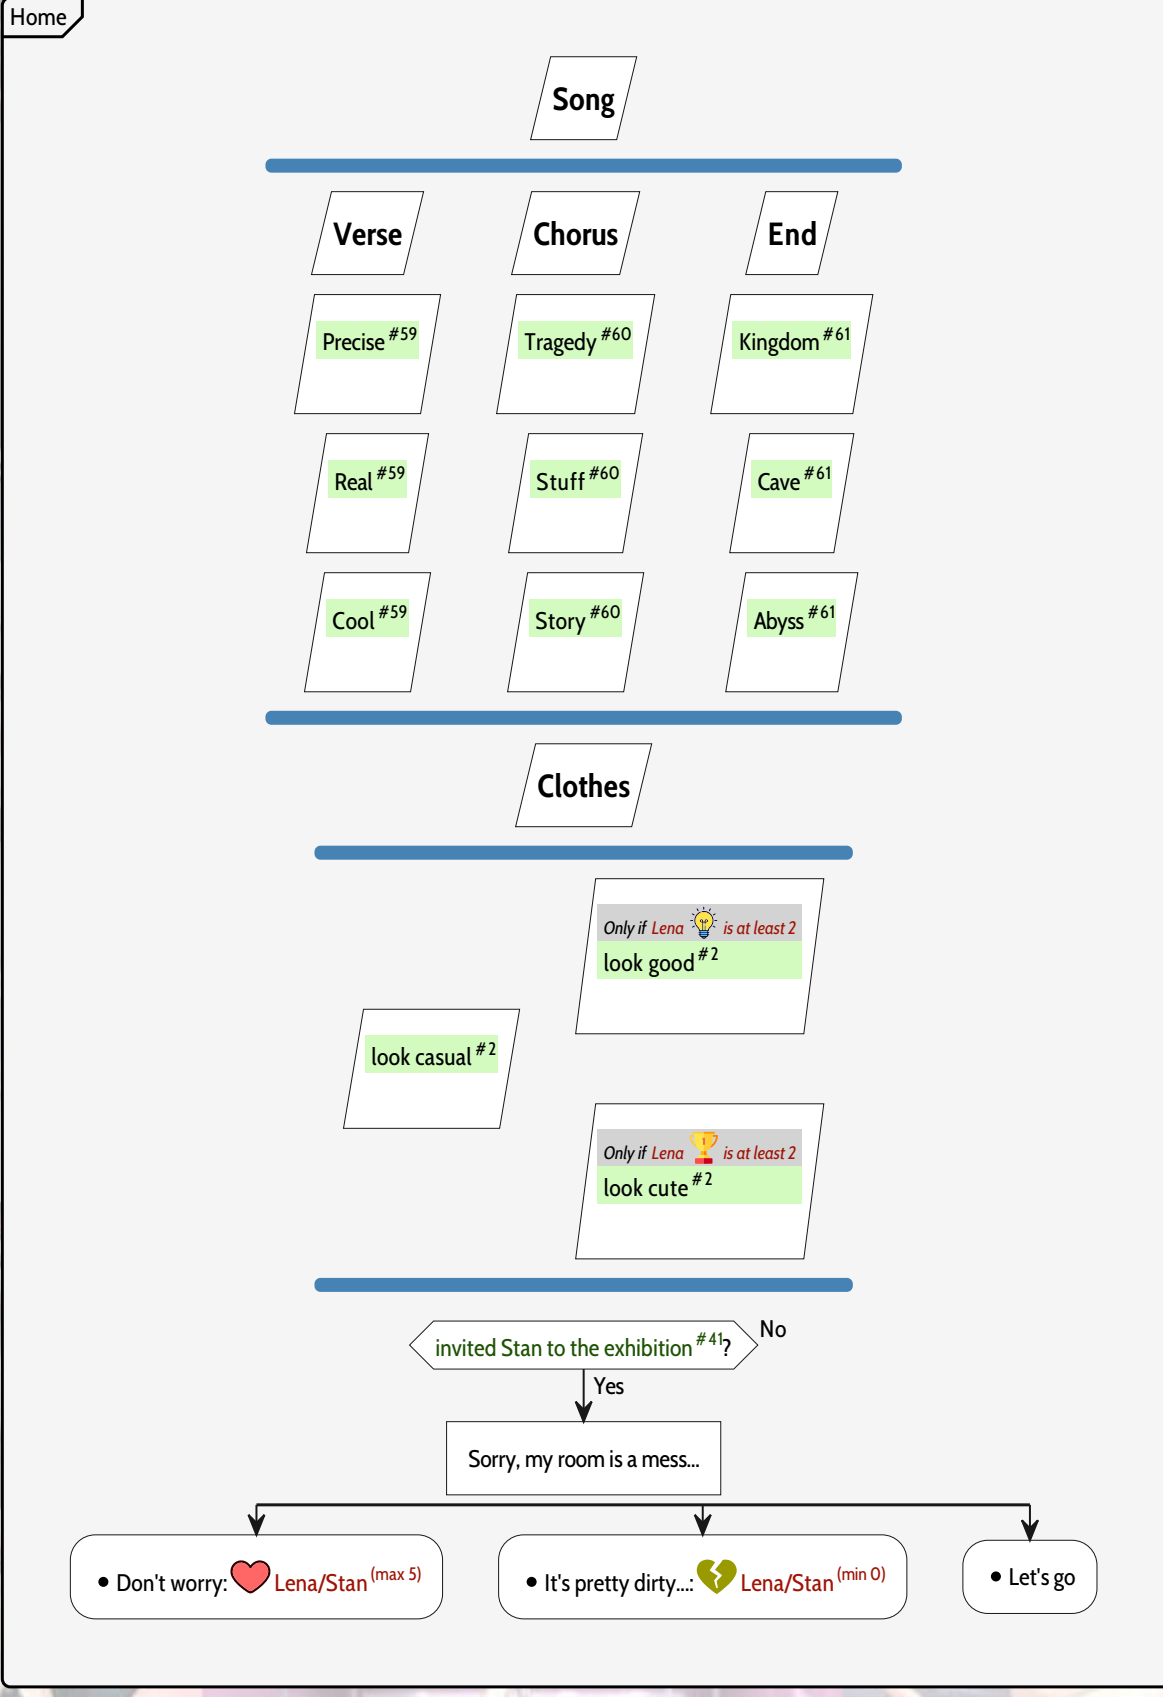 Home
Song
Verse
Chorus
End
Precise #59
Tragedy #60
Kingdom #61
Real #59
Stuff #60
Cave #61
Cool #59
Story #60
Abyss #61
Clothes
Only if Lena is at least 2
look good #2
look casual #2
Only if Lena 1 is at least 2
look cute #2
invited Stan to the exhibition #41?
No
Yes
Sorry, my room is a mess...
• Don't worry: Lena/Stan (max 5)
• It's pretty dirty...: Lena/Stan (min 0)
• Let's go